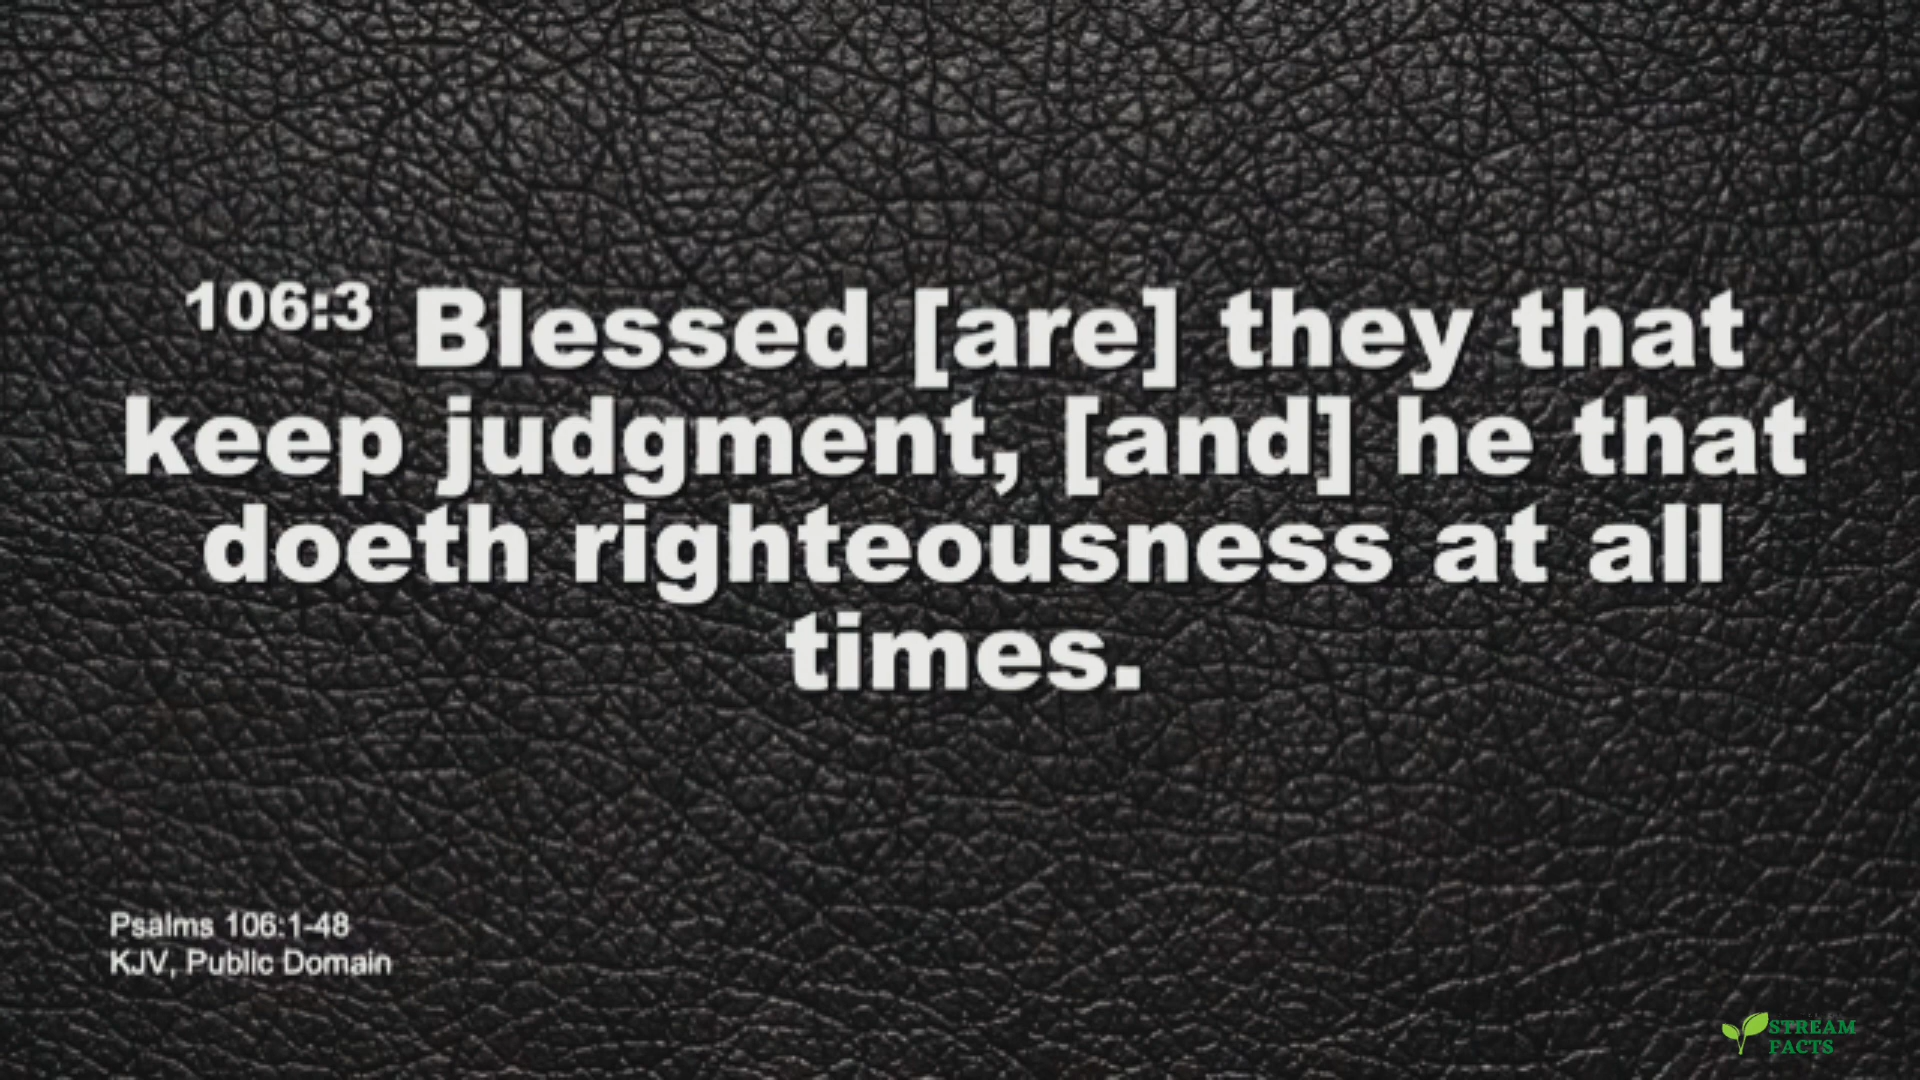 106:3 Blessed [are] they that
keep judgment, [and] he that
doeth righteousness at all
times.
Psalms 106:1-48
KJV, Public Domain
STREAM
FACTS